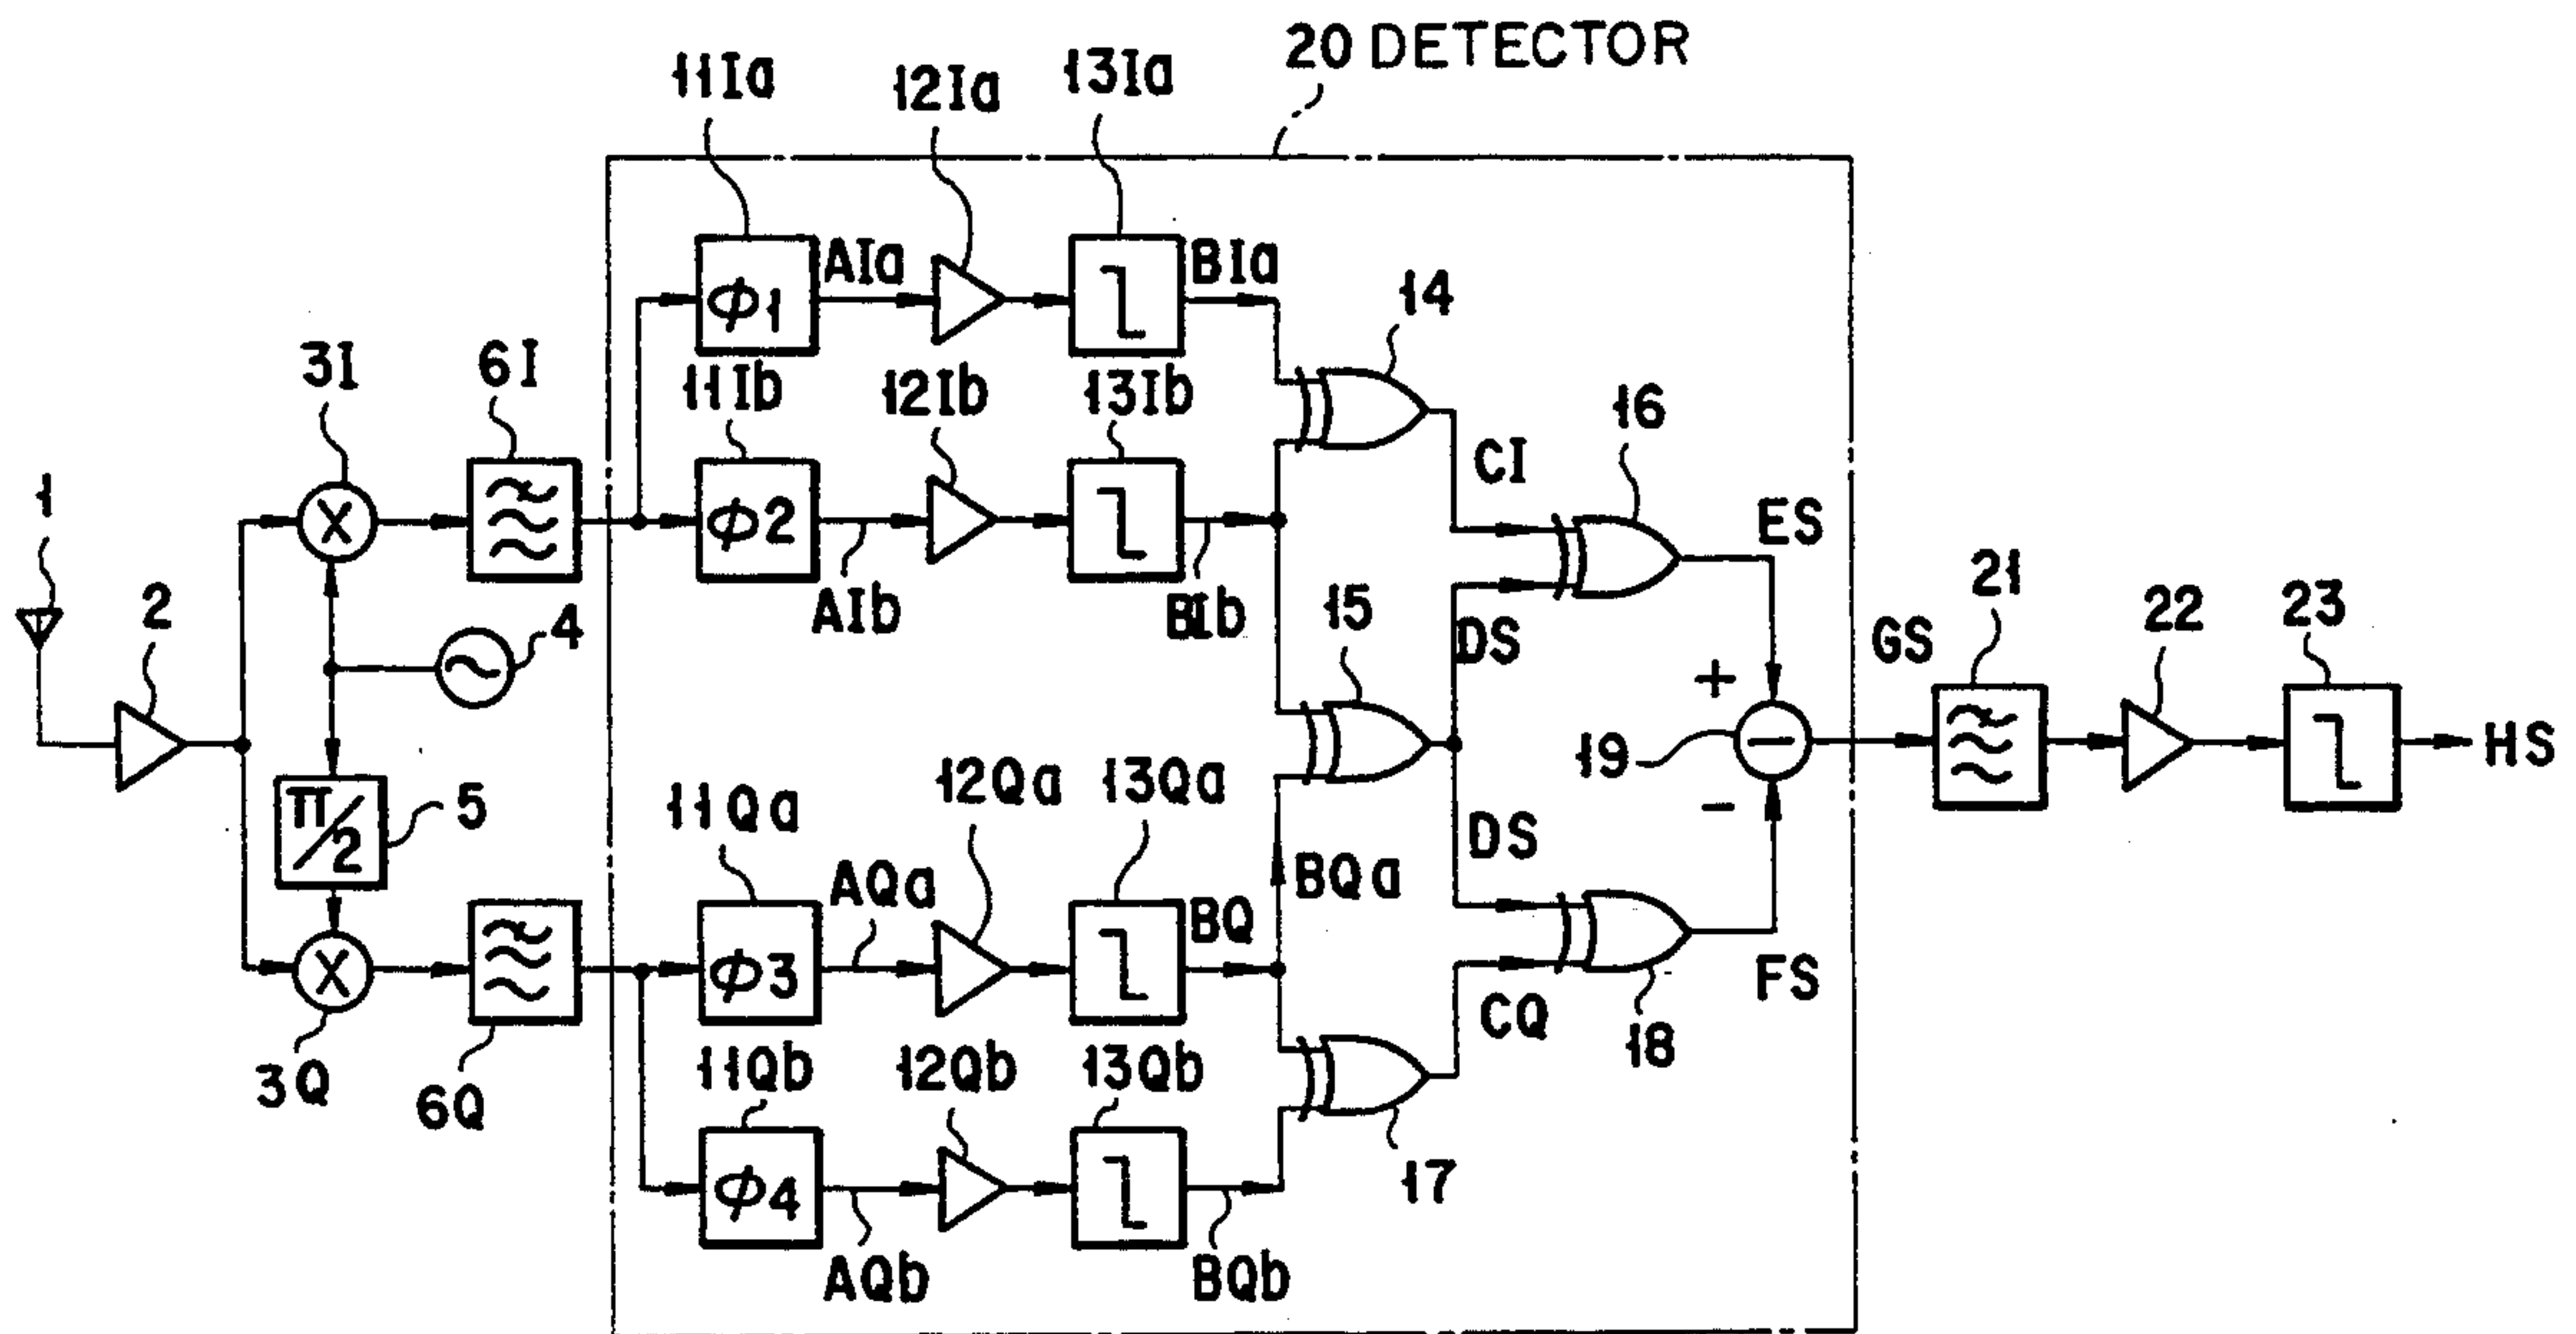 20 DETECTOR
11Ia
12Ia
13Ia
AIa
BIa
ϕ1
14
3I
6I
11Ib
12Ib
13Ib
16
CI
X
ϕ2
ES
1
AIb
BIb
15
DS
21
22
23
2
4
GS
+
19
−
HS
π/2
5
11Qa
12Qa
13Qa
−
DS
AQa
BQa
BQ
X
ϕ3
FS
CQ
18
3Q
6Q
11Qb
12Qb
13Qb
ϕ4
17
AQb
BQb